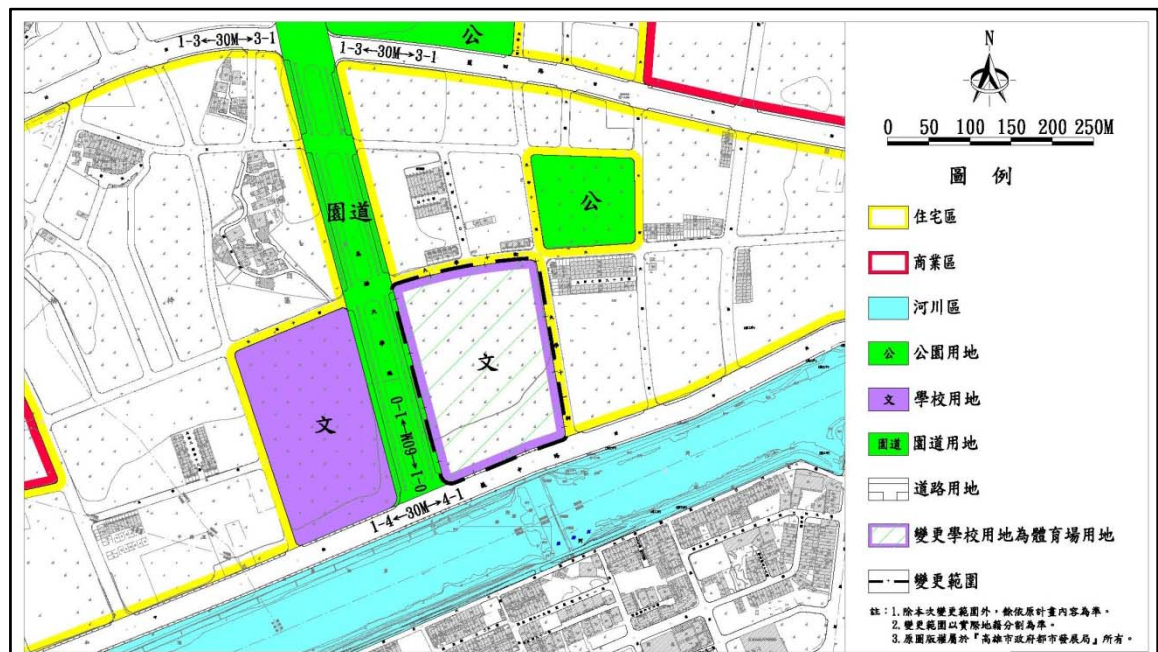 公
1-3←30M→3-1
1-3←30M→3-1
園道
公
文
文
0-1←60M→1-0
1-4←30M→4-1
N
0 50 100 150 200 250M
圖 例
住宅區
商業區
河川區
公 公園用地
文 學校用地
園道 園道用地
道路用地
變更學校用地為體育場用地
變更範圍
註：1.除本次變更範圍外，餘依原計畫內容為準。
2.變更範圍以實際地籍分割為準。
3.原圖版權屬於『高雄市政府都市發展局』所有。